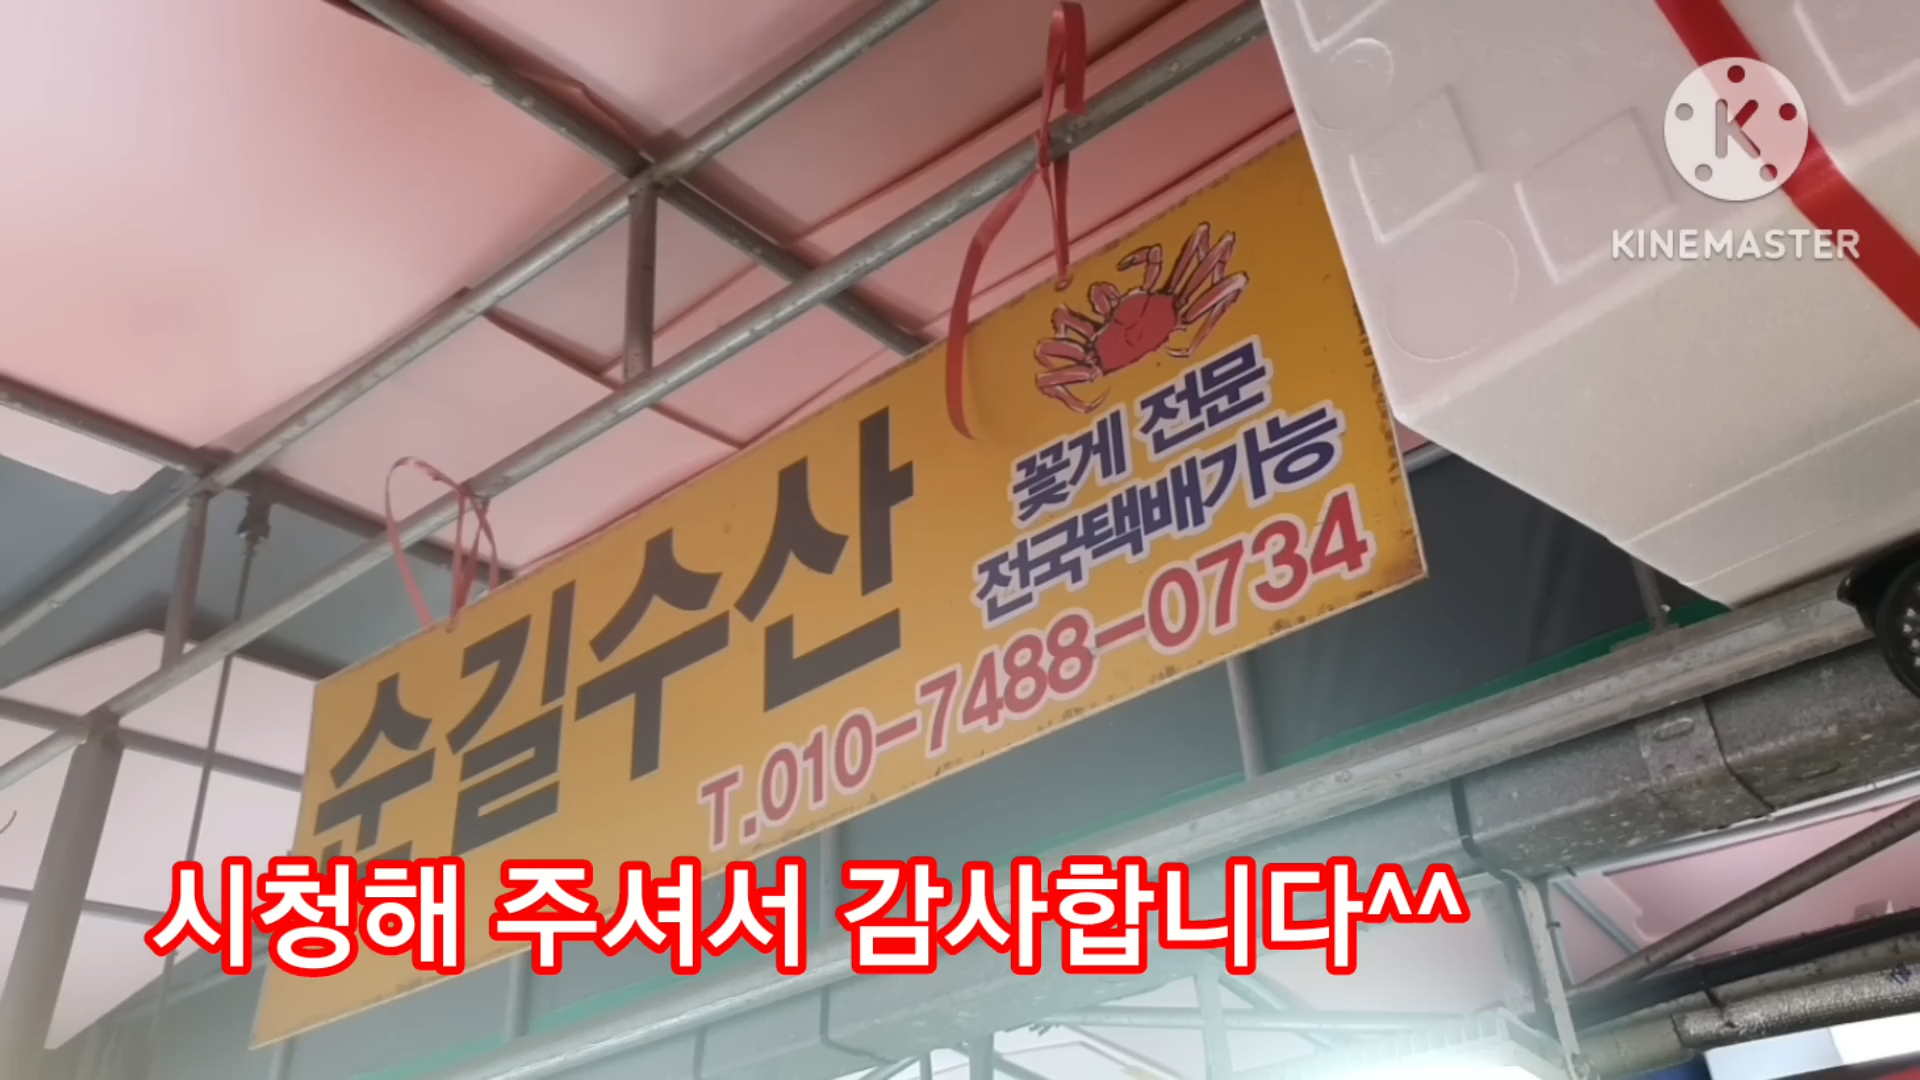 K
KINEMASTER
꽃게 전문
전국택배가능
순길수산
T.010-7488-0734
시청해 주셔서 감사합니다^^